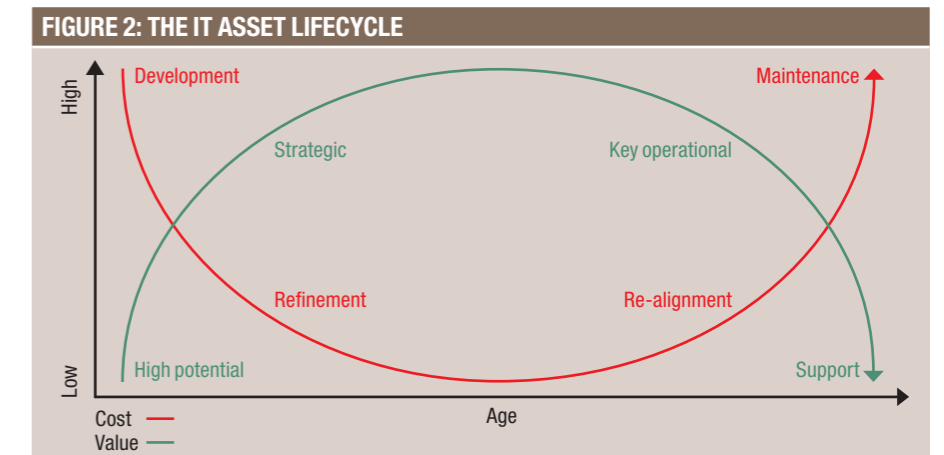 FIGURE 2: THE IT ASSET LIFECYCLE
High
Development
Maintenance
Strategic
Key operational
Refinement
Re-alignment
Low
High potential
Support
Age
Cost
Value